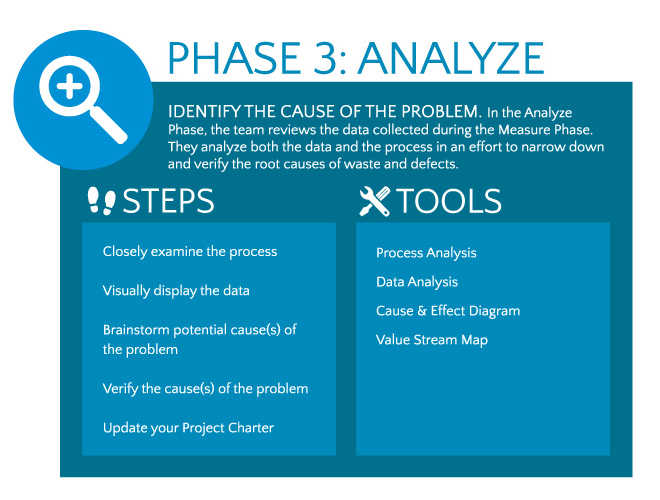 PHASE 3: ANALYZE
IDENTIFY THE CAUSE OF THE PROBLEM. In the Analyze
Phase, the team reviews the data collected during the Measure Phase.
They analyze both the data and the process in an effort to narrow down
and verify the root causes of waste and defects.
STEPS
Closely examine the process
Visually display the data
Brainstorm potential cause(s) of
the problem
Verify the cause(s) of the problem
Update your Project Charter
TOOLS
Process Analysis
Data Analysis
Cause & Effect Diagram
Value Stream Map